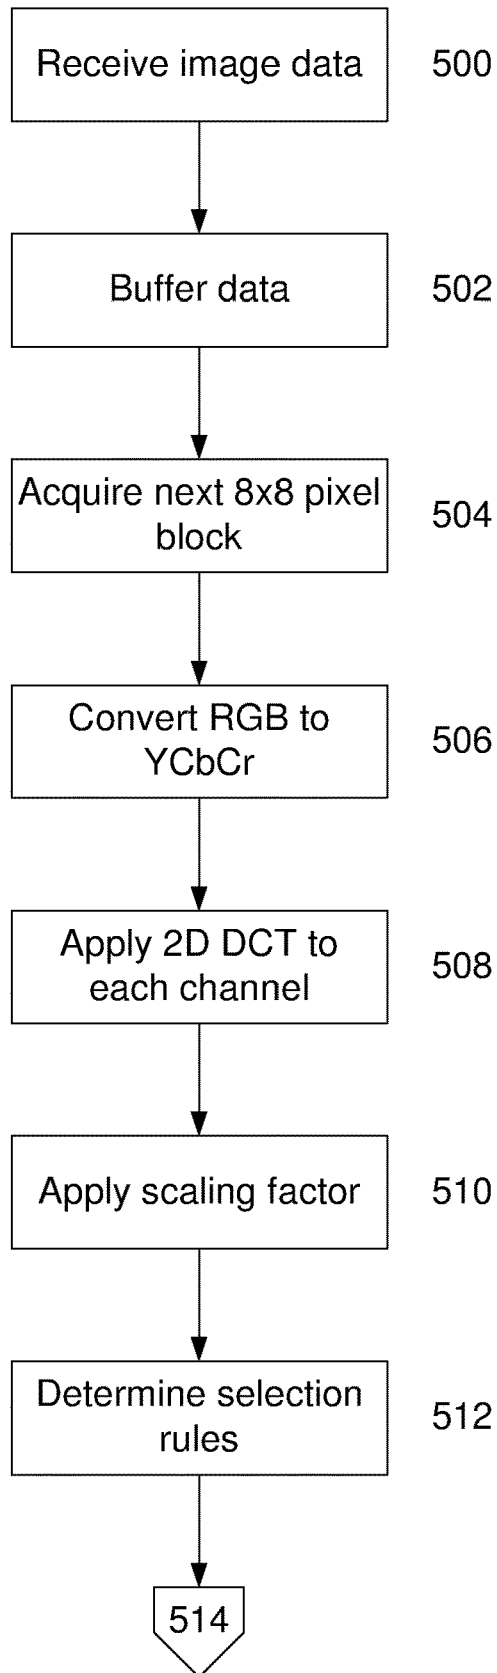 Receive image data 500
Buffer data 502
Acquire next 8x8 pixel
block
504
Convert RGB to
YCbCr
506
Apply 2D DCT to
each channel
508
Apply scaling factor 510
Determine selection
rules
512
514